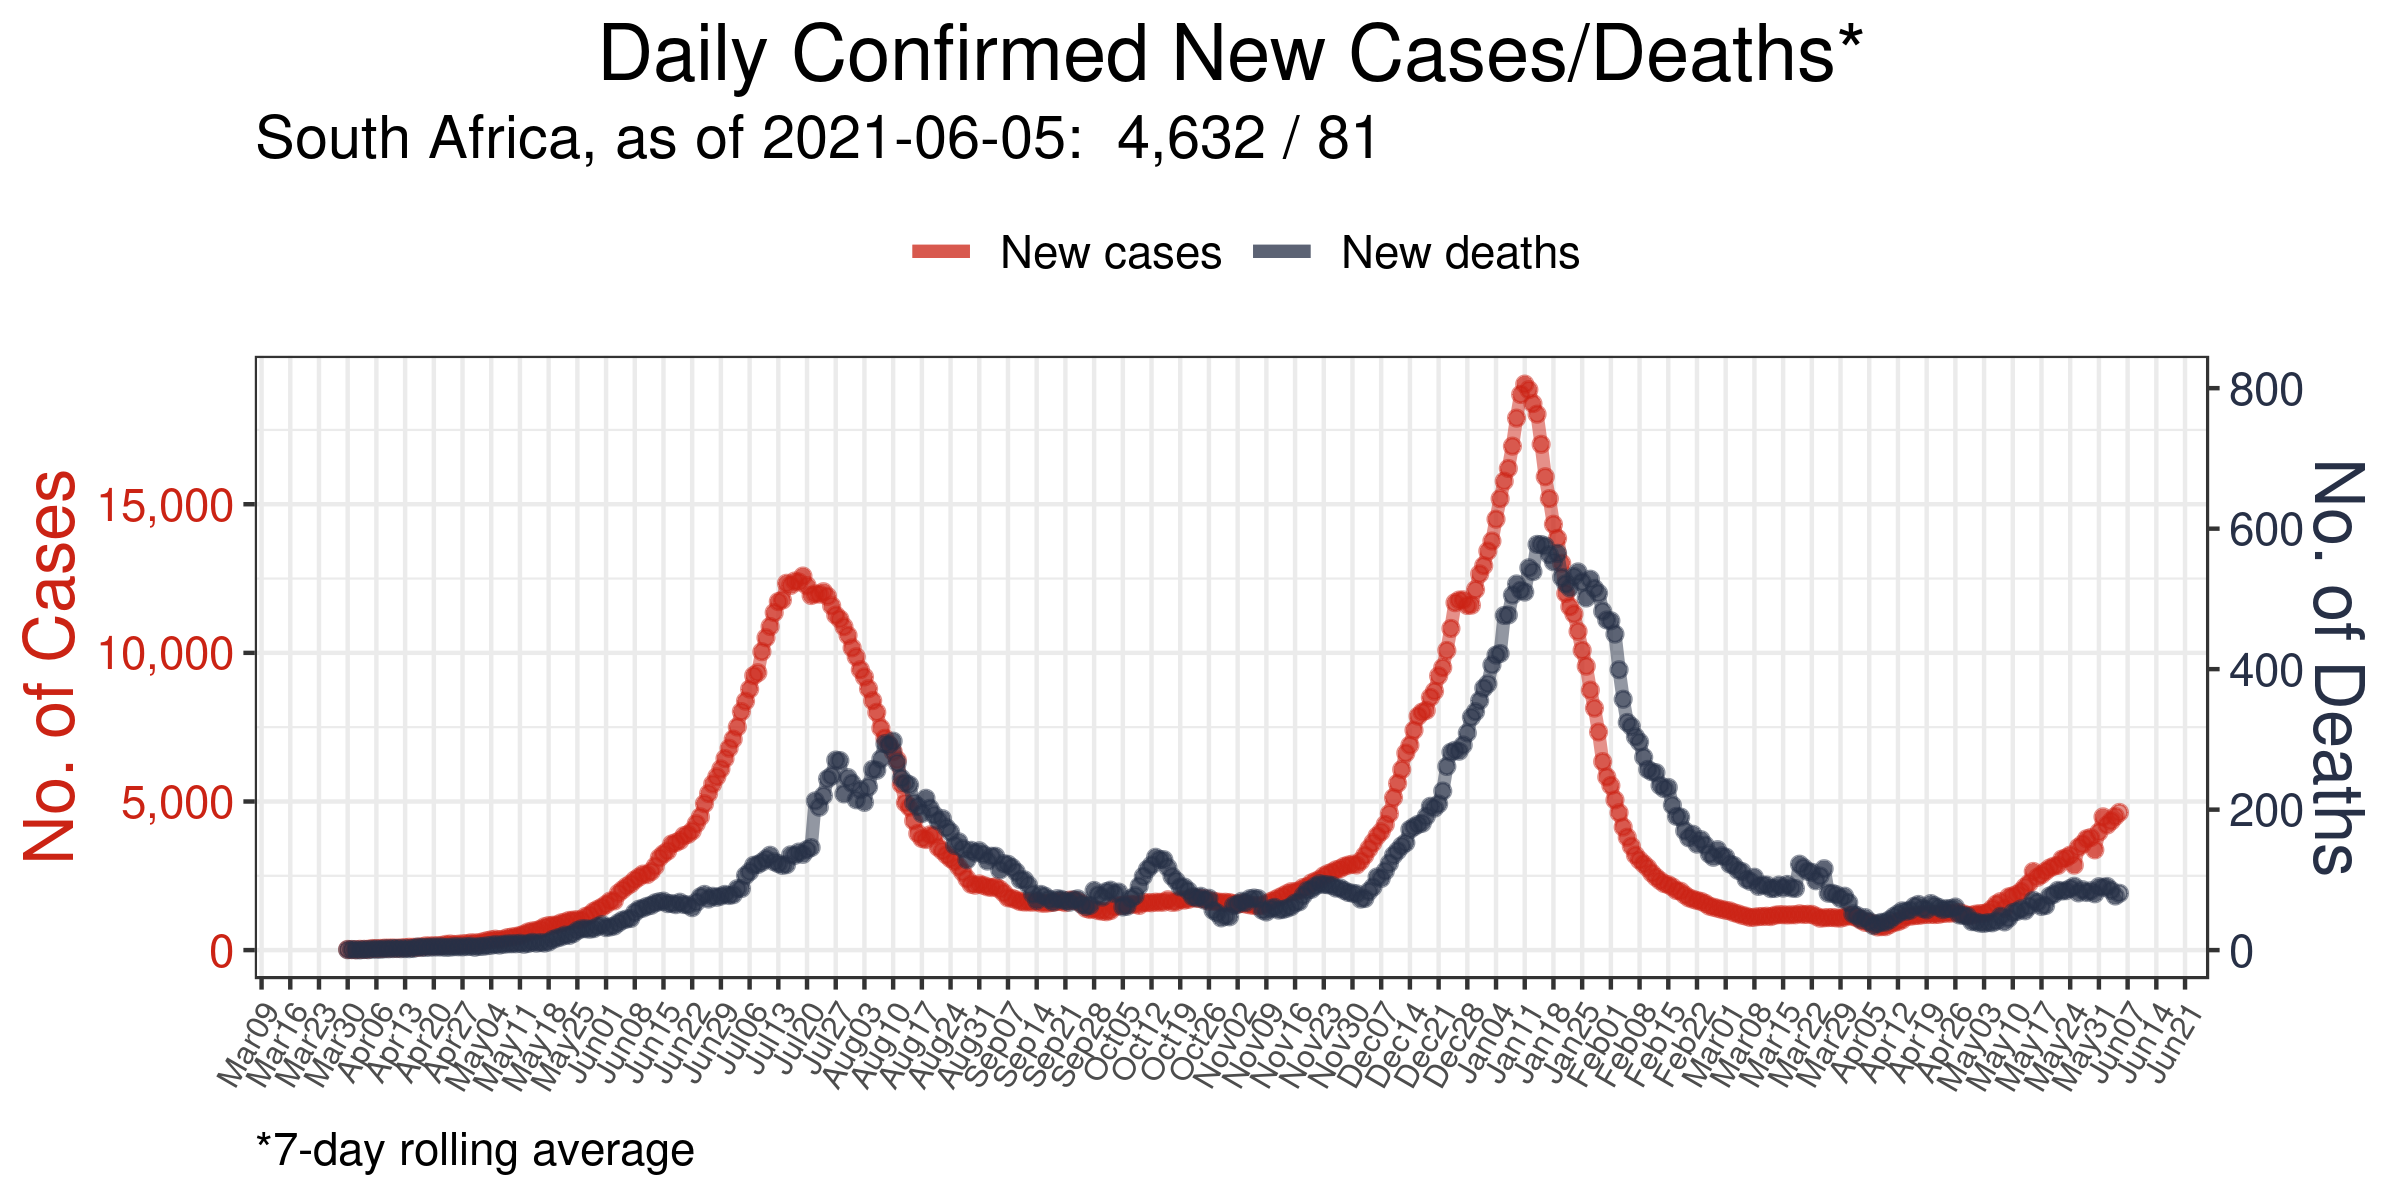 Daily Confirmed New Cases/Deaths*
South Africa, as of 2021-06-05:  4,632 / 81
New cases
New deaths
No. of Cases
15,000
10,000
5,000
0
800
600
400
200
0
No. of Deaths
Mar09
Mar16
Mar23
Mar30
Apr06
Apr13
Apr20
Apr27
May04
May11
May18
May25
Jun01
Jun08
Jun15
Jun22
Jun29
Jul06
Jul13
Jul20
Jul27
Aug03
Aug10
Aug17
Aug24
Aug31
Sep07
Sep14
Sep21
Sep28
Oct05
Oct12
Oct19
Oct26
Nov02
Nov09
Nov16
Nov23
Nov30
Dec07
Dec14
Dec21
Dec28
Jan04
Jan11
Jan18
Jan25
Feb01
Feb08
Feb15
Feb22
Mar01
Mar08
Mar15
Mar22
Mar29
Apr05
Apr12
Apr19
Apr26
May03
May10
May17
May24
May31
Jun07
Jun14
Jun21
*7-day rolling average